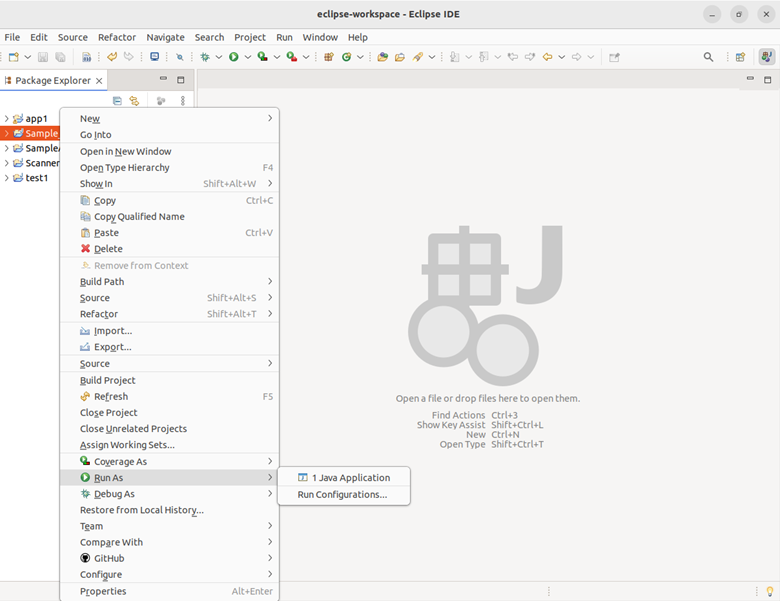 eclipse-workspace - Eclipse IDE
File Edit Source Refactor Navigate Search Project Run Window Help
Package Explorer
app1
Sample_
Sample
Scanner
test1
New
Go Into
Open in New Window
Open Type Hierarchy F4
Show In Shift+Alt+W
Copy Ctrl+C
Copy Qualified Name
Paste Ctrl+V
Delete
Remove from Context
Build Path
Source Shift+Alt+S
Refactor Shift+Alt+T
Import...
Export...
Source
Build Project
Refresh F5
Close Project
Close Unrelated Projects
Assign Working Sets...
Coverage As
Run As
Debug As
Restore from Local History...
Team
Compare With
GitHub
Configure
Properties Alt+Enter
1 Java Application
Run Configurations...
Open a file or drop files here to open them.
Find Actions Ctrl+3
Show Key Assist Shift+Ctrl+L
New Ctrl+N
Open Type Shift+Ctrl+T